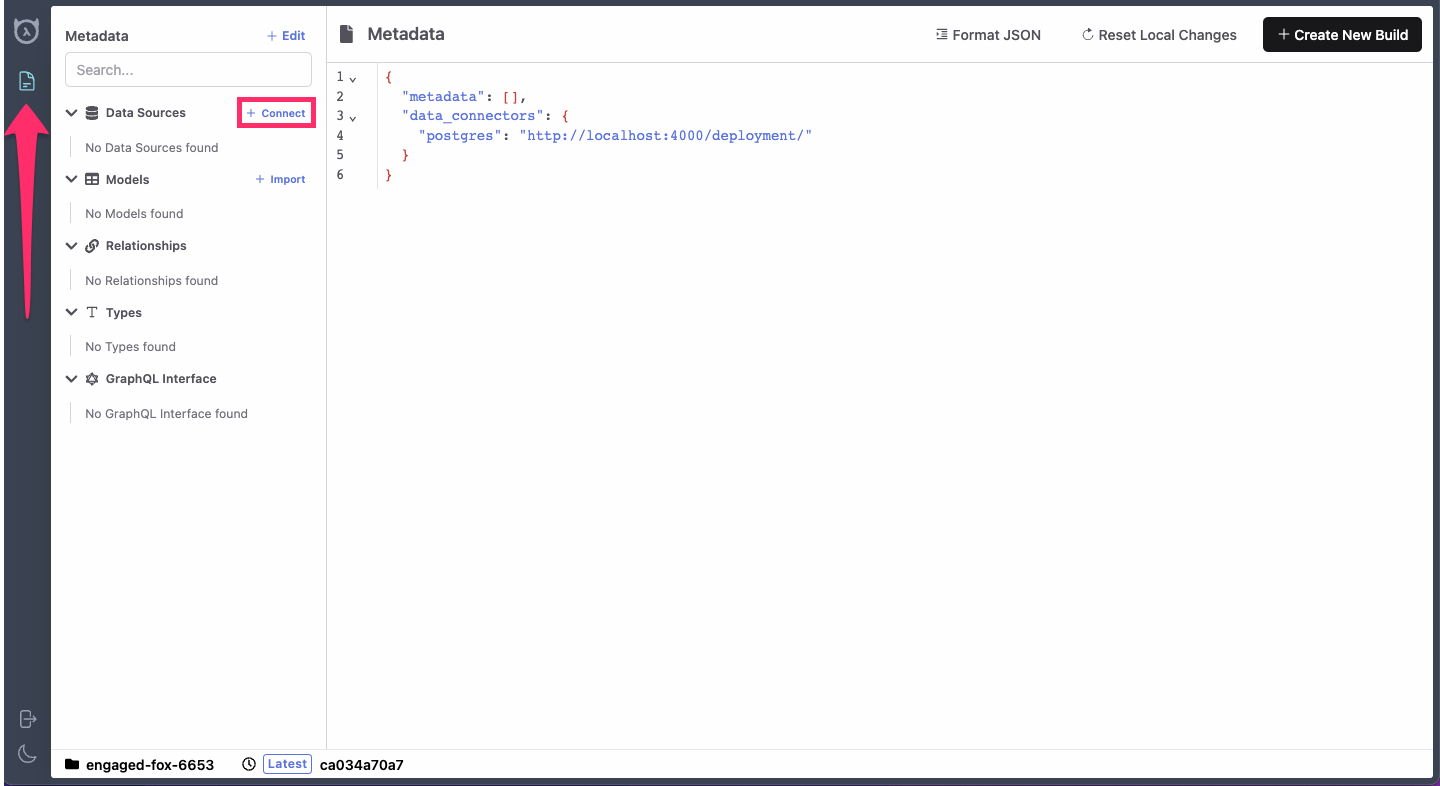 Metadata
+ Edit
Search...
Data Sources
+ Connect
No Data Sources found
Models
+ Import
No Models found
Relationships
No Relationships found
Types
No Types found
GraphQL Interface
No GraphQL Interface found
Metadata
Format JSON
Reset Local Changes
+ Create New Build
1 {
2 "metadata": [],
3 "data_connectors": {
4 "postgres": "http://localhost:4000/deployment/"
5 }
6 }
engaged-fox-6653
Latest
ca034a70a7